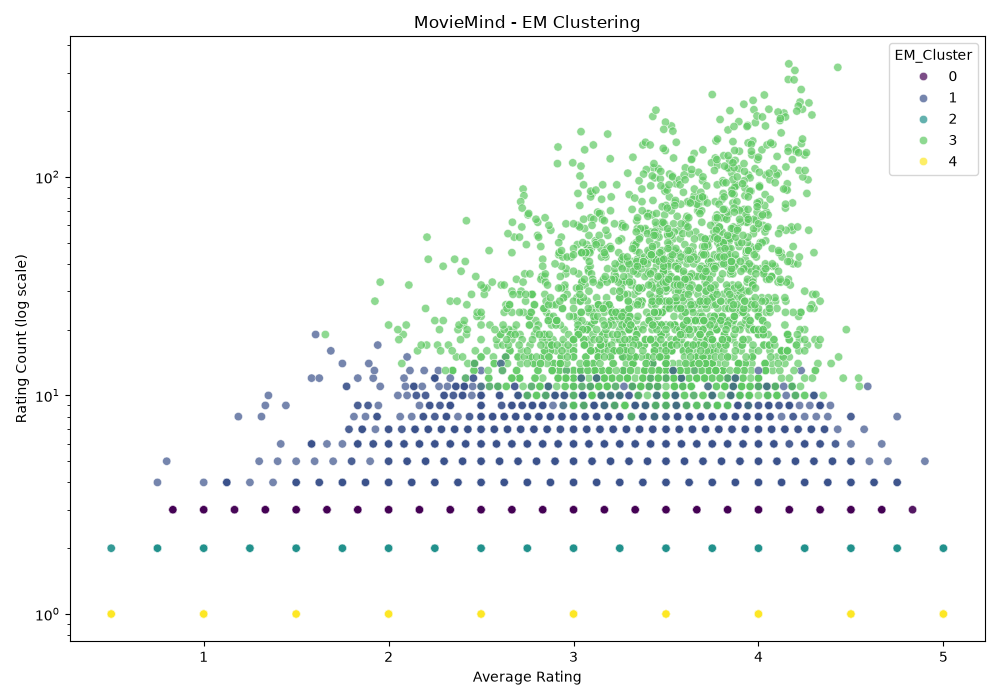 MovieMind - EM Clustering
EM_Cluster
0
1
2
3
4
Rating Count (log scale)
10²
10¹
10⁰
1 2 3 4 5
Average Rating